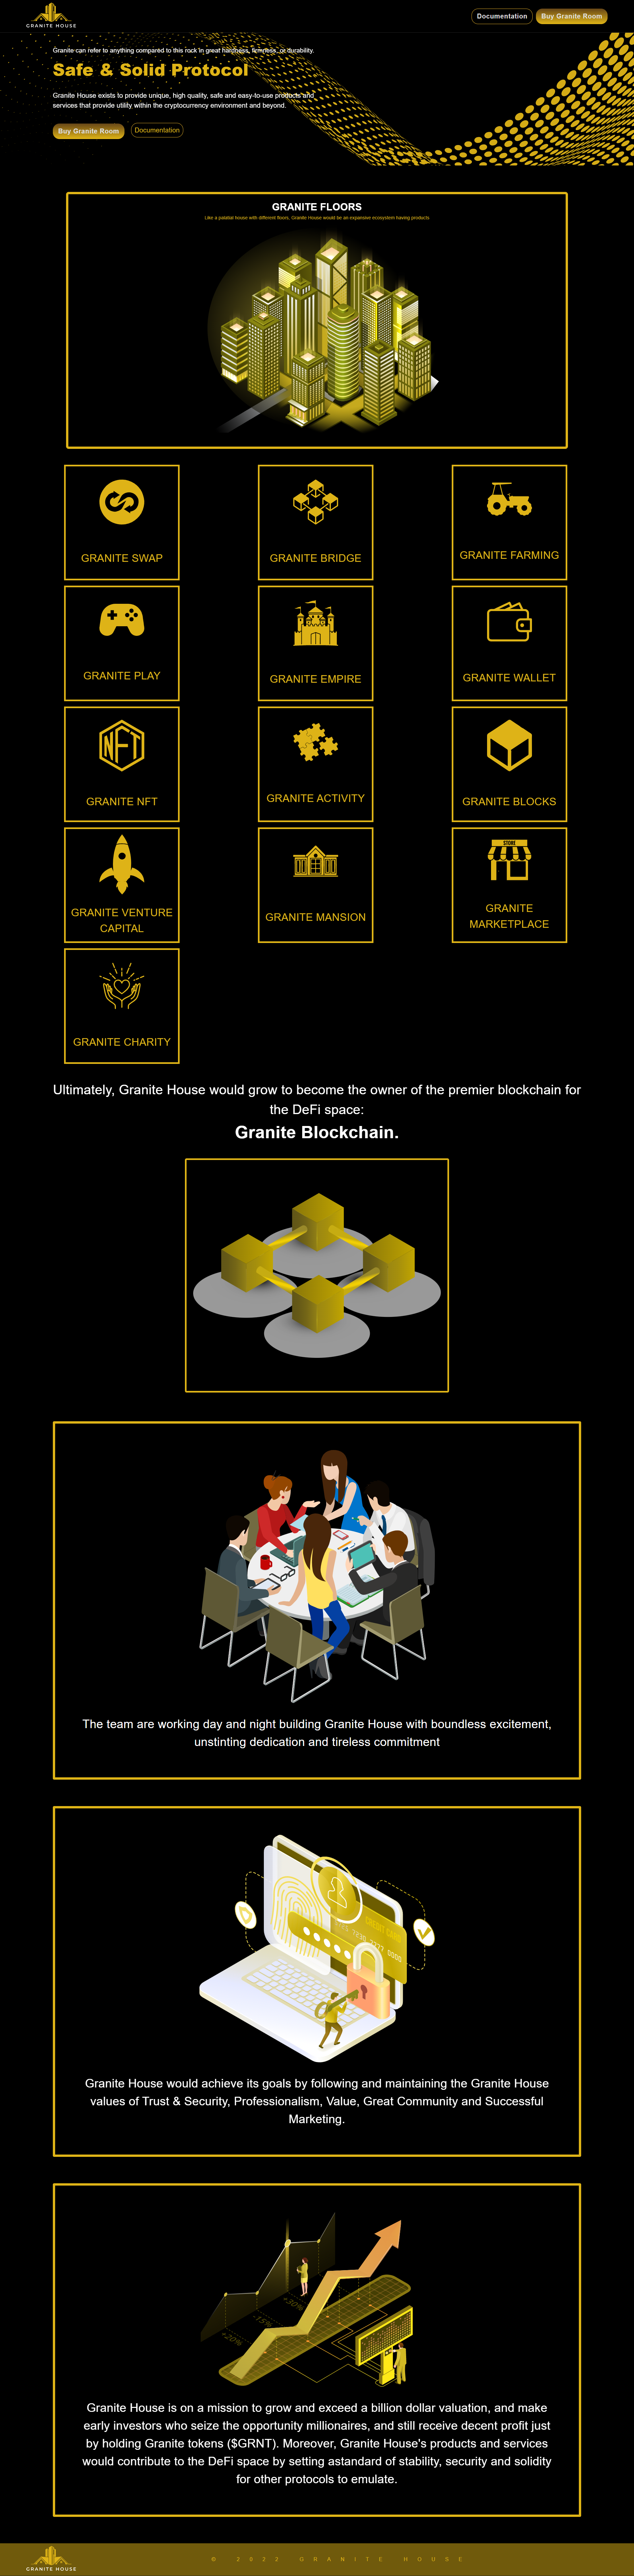 GRANITE HOUSE
Documentation
Buy Granite Room
Granite can refer to anything compared to this rock in great hardness, firmness, or durability.
Safe & Solid Protocol
Granite House exists to provide unique, high quality, safe and easy-to-use products and
services that provide utility within the cryptocurrency environment and beyond.
Buy Granite Room
Documentation
GRANITE FLOORS
Like a palatial house with different floors, Granite House would be an expansive ecosystem having products
GRANITE SWAP
GRANITE BRIDGE
GRANITE FARMING
GRANITE PLAY
GRANITE EMPIRE
GRANITE WALLET
NFT
GRANITE NFT
GRANITE ACTIVITY
GRANITE BLOCKS
GRANITE VENTURE
CAPITAL
GRANITE MANSION
STORE
GRANITE
MARKETPLACE
GRANITE CHARITY
Ultimately, Granite House would grow to become the owner of the premier blockchain for
the DeFi space:
Granite Blockchain.
The team are working day and night building Granite House with boundless excitement,
unstinting dedication and tireless commitment
CREDIT CARD
Granite House would achieve its goals by following and maintaining the Granite House
values of Trust & Security, Professionalism, Value, Great Community and Successful
Marketing.
+20%
-15%
+30%
Granite House is on a mission to grow and exceed a billion dollar valuation, and make
early investors who seize the opportunity millionaires, and still receive decent profit just
by holding Granite tokens ($GRNT). Moreover, Granite House's products and services
would contribute to the DeFi space by setting astandard of stability, security and solidity
for other protocols to emulate.
GRANITE HOUSE
© 2022 GRANITE HOUSE